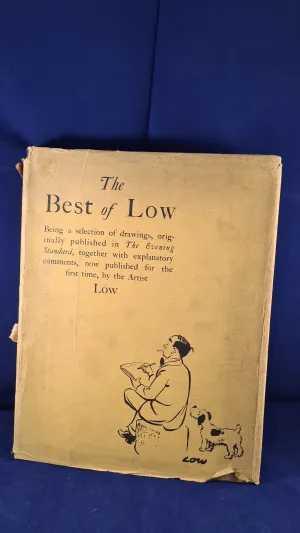 The
Best of Low
Being a selection of drawings, orig-
inally published in The Evening
Standard, together with explanatory
comments, now published for the
first time, by the Artist
Low
LOW